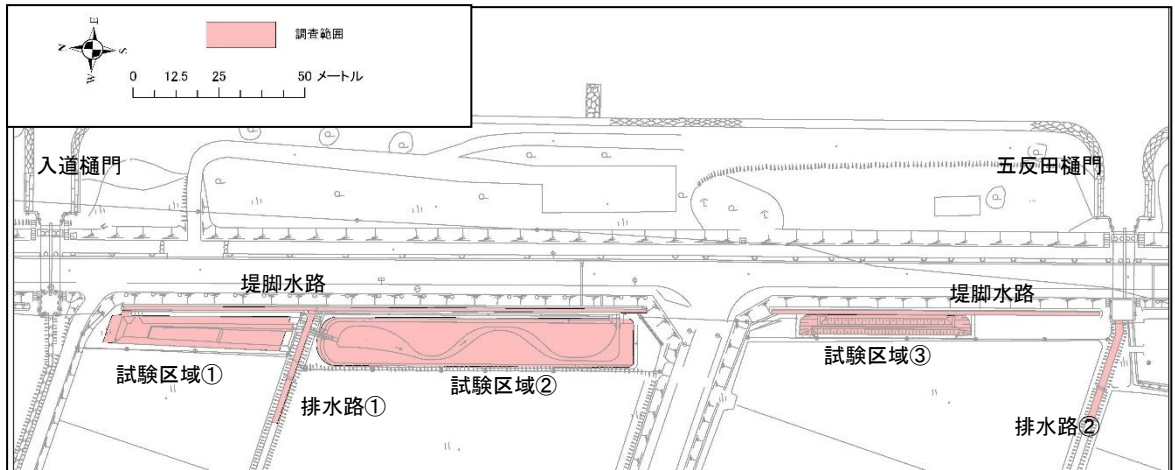 E
N
S
W
調査範囲
0 12.5 25 50 メートル
入道樋門
五反田樋門
堤脚水路
堤脚水路
試験区域①
試験区域②
試験区域③
排水路①
排水路②